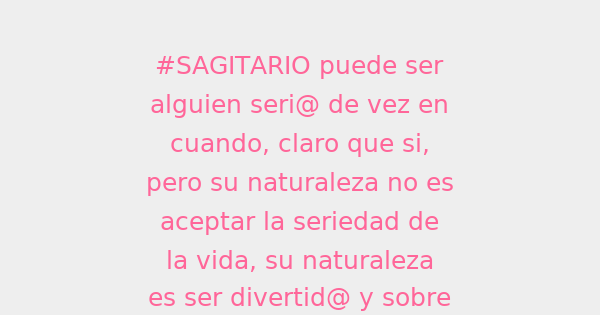 #SAGITARIO puede ser
alguien seri@ de vez en
cuando, claro que si,
pero su naturaleza no es
aceptar la seriedad de
la vida, su naturaleza
es ser divertid@ y sobre